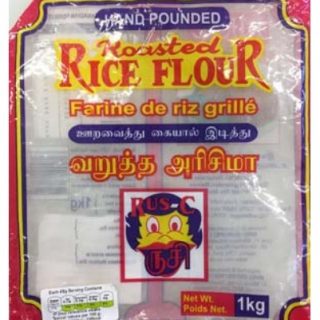 HAND POUNDED
Roasted
RICE FLOUR
Farine de riz grillé
ஊறவைத்து கையால் இடித்து
வறுத்த அரிசிமா
RUS-C
ருசி
Net Wt.
Poids Net.
1kg